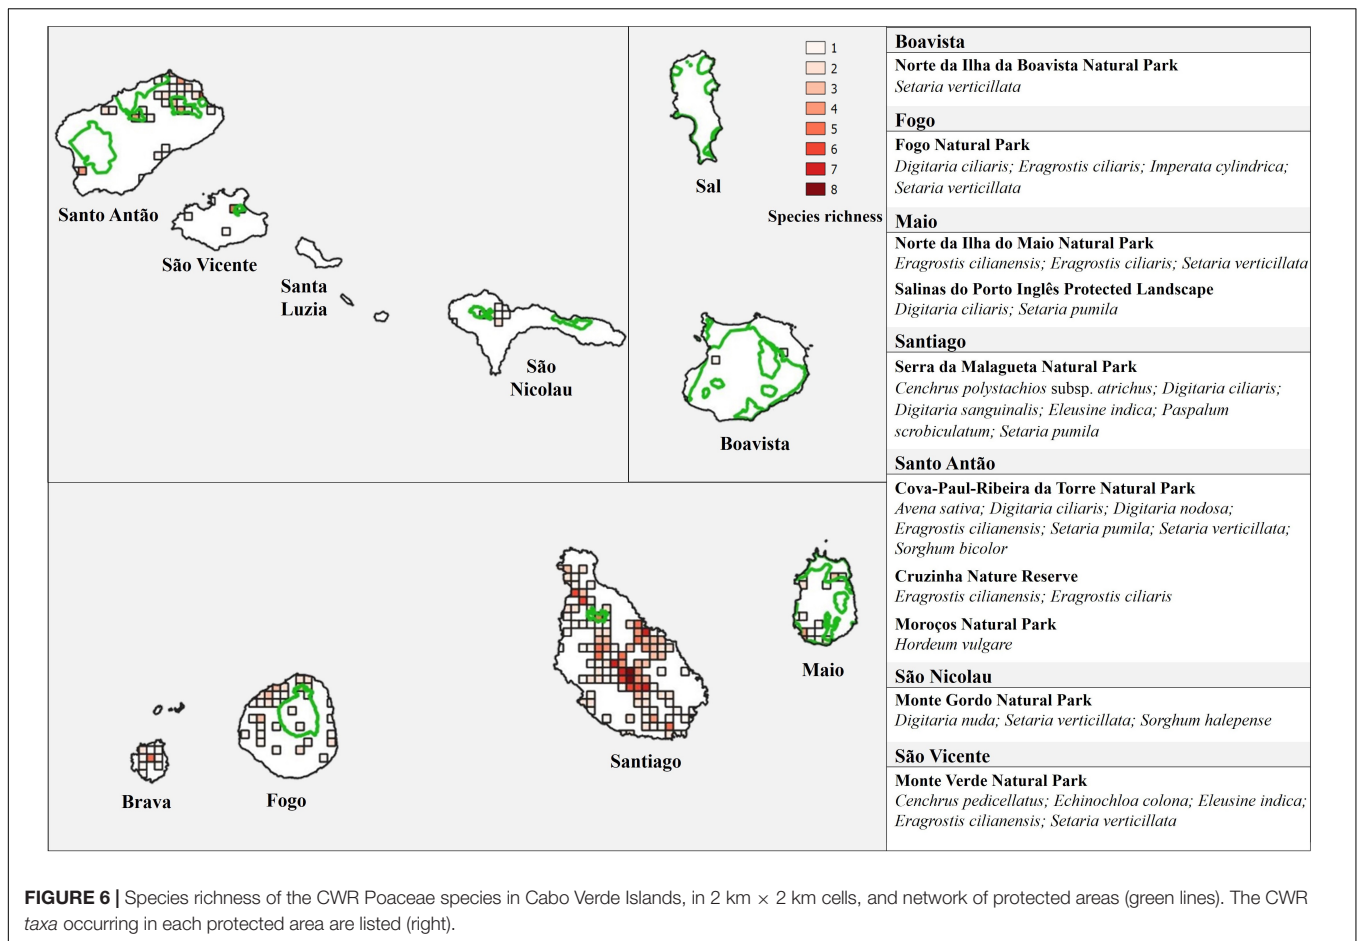 Santo Antão
São Vicente
Santa
Luzia
São
Nicolau
Sal
1
2
3
4
5
6
7
8
Species richness
Boavista
Brava
Fogo
Santiago
Maio
Boavista
Norte da Ilha da Boavista Natural Park
Setaria verticillata
Fogo
Fogo Natural Park
Digitaria ciliaris; Eragrostis ciliaris; Imperata cylindrica;
Setaria verticillata
Maio
Norte da Ilha do Maio Natural Park
Eragrostis cilianensis; Eragrostis ciliaris; Setaria verticillata
Salinas do Porto Inglês Protected Landscape
Digitaria ciliaris; Setaria pumila
Santiago
Serra da Malagueta Natural Park
Cenchrus polystachios subsp. atrichus; Digitaria ciliaris;
Digitaria sanguinalis; Eleusine indica; Paspalum
scrobiculatum; Setaria pumila
Santo Antão
Cova-Paul-Ribeira da Torre Natural Park
Avena sativa; Digitaria ciliaris; Digitaria nodosa;
Eragrostis cilianensis; Setaria pumila; Setaria verticillata;
Sorghum bicolor
Cruzinha Nature Reserve
Eragrostis cilianensis; Eragrostis ciliaris
Moroços Natural Park
Hordeum vulgare
São Nicolau
Monte Gordo Natural Park
Digitaria nuda; Setaria verticillata; Sorghum halepense
São Vicente
Monte Verde Natural Park
Cenchrus pedicellatus; Echinochloa colona; Eleusine indica;
Eragrostis cilianensis; Setaria verticillata
FIGURE 6 | Species richness of the CWR Poaceae species in Cabo Verde Islands, in 2 km × 2 km cells, and network of protected areas (green lines). The CWR
taxa occurring in each protected area are listed (right).